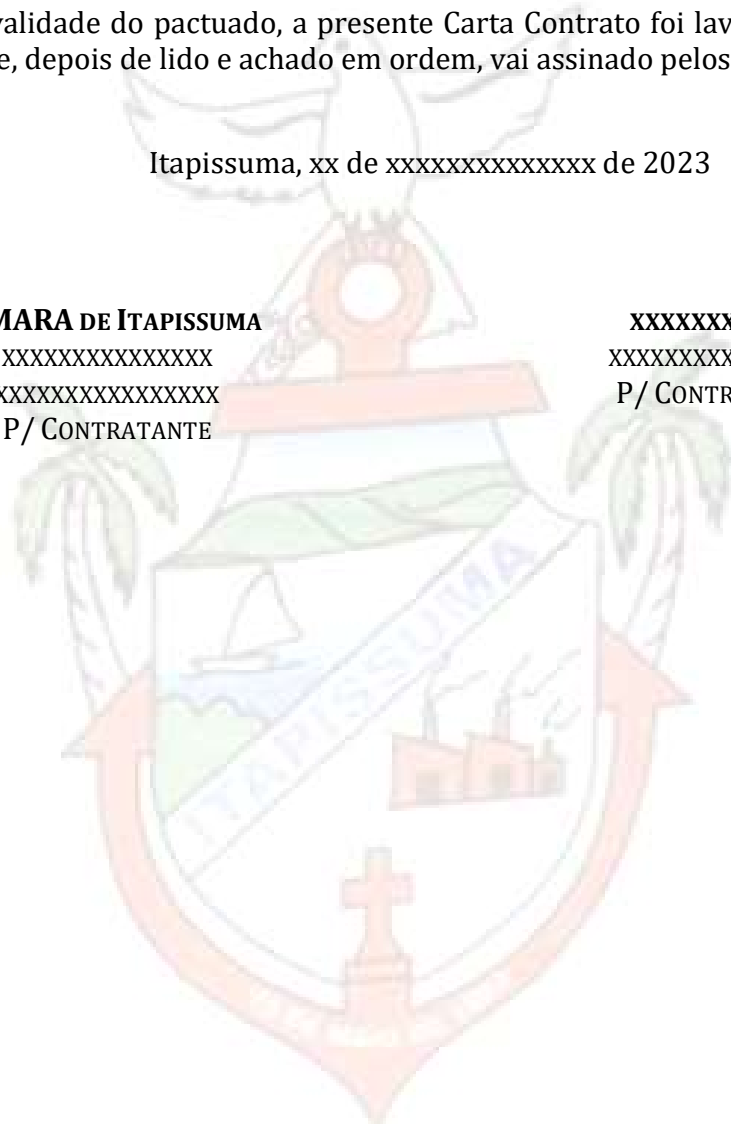 validade do pactuado, a presente Carta Contrato foi lav
e, depois de lido e achado em ordem, vai assinado pelos
Itapissuma, xx de xxxxxxxxxxxxxx de 2023
MARA DE ITAPISSUMA
xxxxxxxxxxxxxxx
xxxxxxxxxxxxxxxx
P/ CONTRATANTE
xxxxxxx
xxxxxxxxx
P/ CONTR
ITAPISSUMA